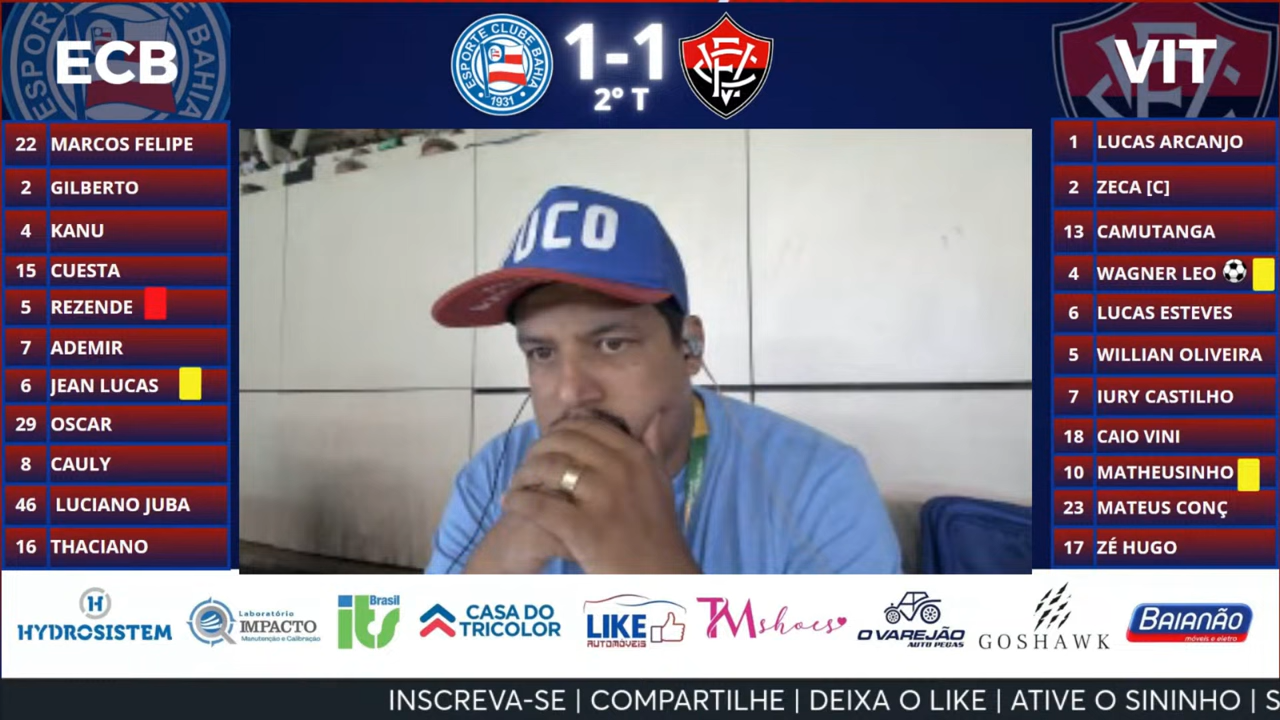 ECB
1-1
2º T
VIT
ESPORTE CLUBE BAHIA
1931
22 MARCOS FELIPE
2 GILBERTO
4 KANU
15 CUESTA
5 REZENDE
7 ADEMIR
6 JEAN LUCAS
29 OSCAR
8 CAULY
46 LUCIANO JUBA
16 THACIANO
UCO
1 LUCAS ARCANJO
2 ZECA [C]
13 CAMUTANGA
4 WAGNER LEO
6 LUCAS ESTEVES
5 WILLIAN OLIVEIRA
7 IURY CASTILHO
18 CAIO VINI
10 MATHEUSINHO
23 MATEUS CONÇ
17 ZÉ HUGO
H
HYDROSISTEM
Laboratório
IMPACTO
Manutenção e Calibração
Brasil
its
CASA DO
TRICOLOR
LIKE
AUTOMÓVEIS
TM shoes
O VAREJÃO
AUTO PEÇAS
GOSHAWK
BAIANÃO
móveis e eletro
INSCREVA-SE | COMPARTILHE | DEIXA O LIKE | ATIVE O SININHO | S